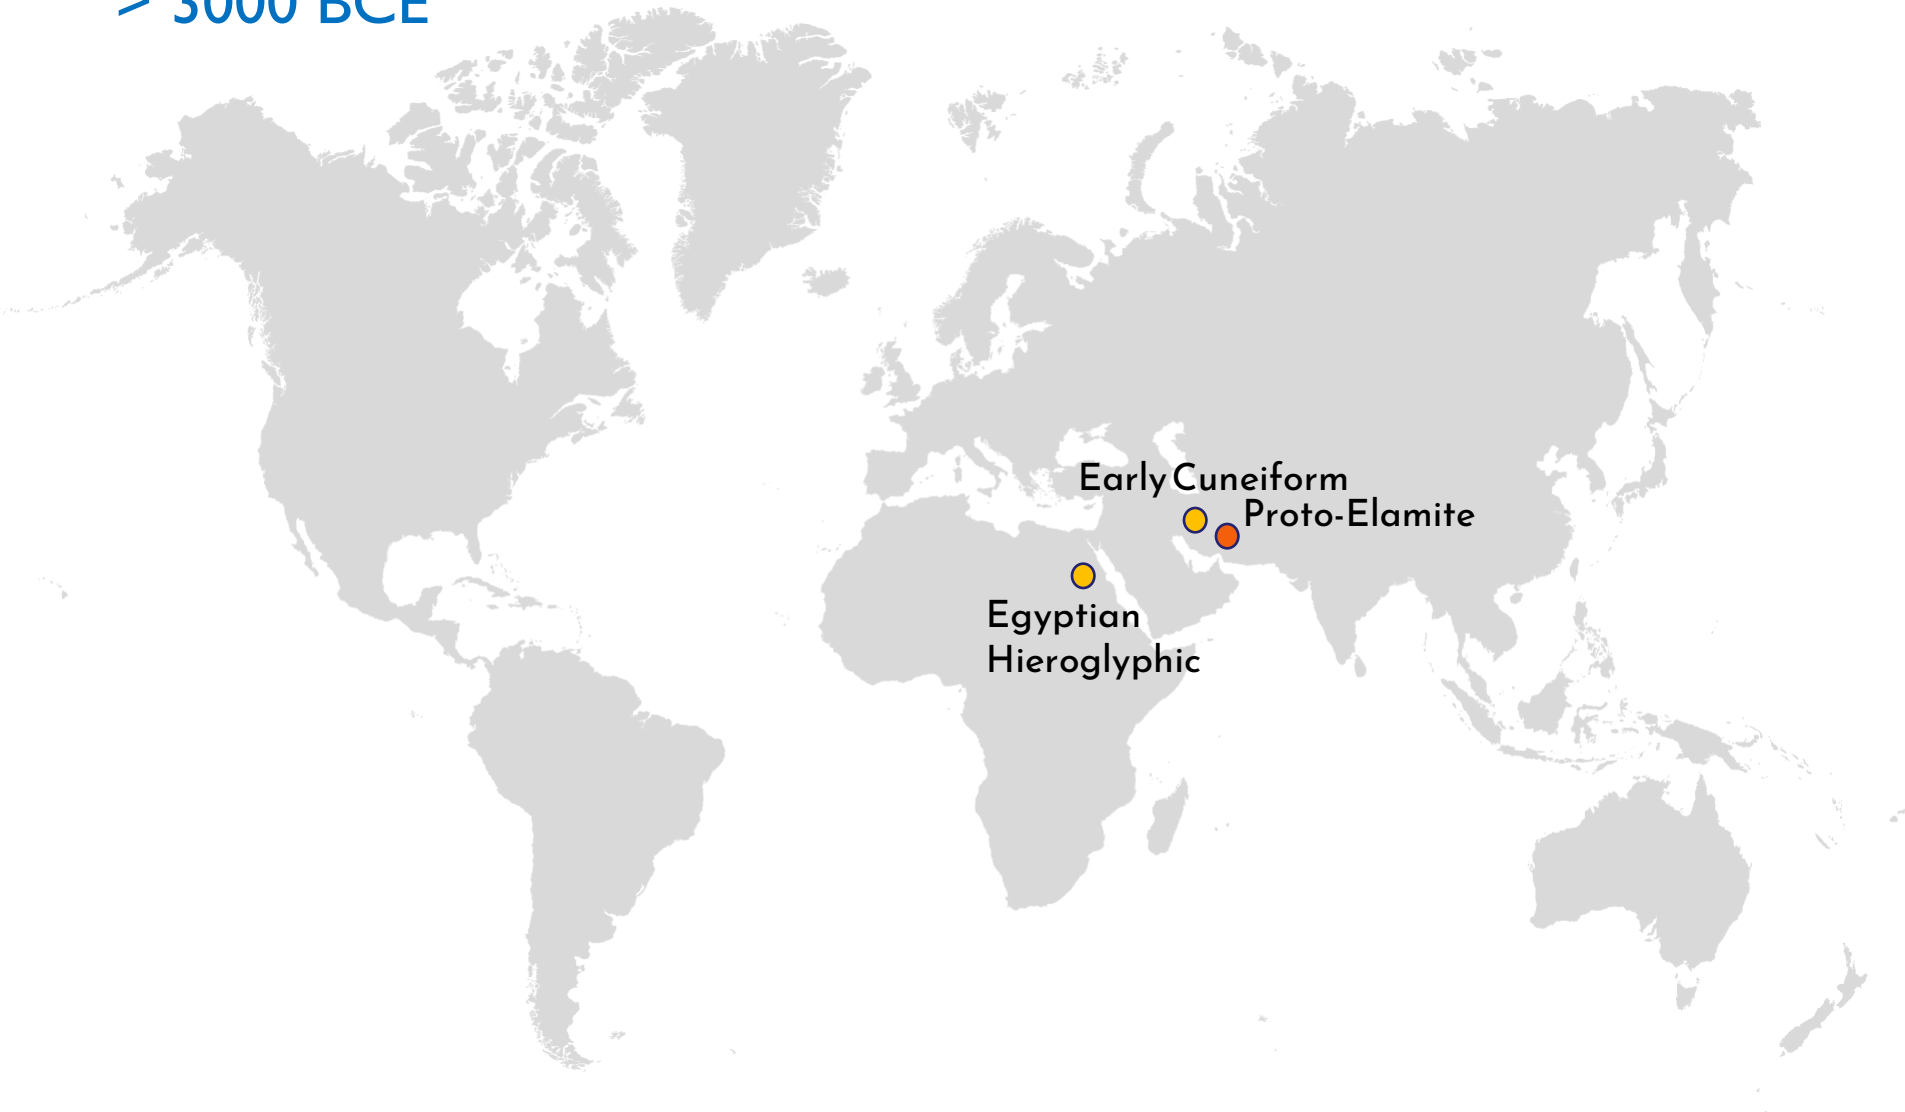 > 3000 BCE
Early Cuneiform
Proto-Elamite
Egyptian
Hieroglyphic